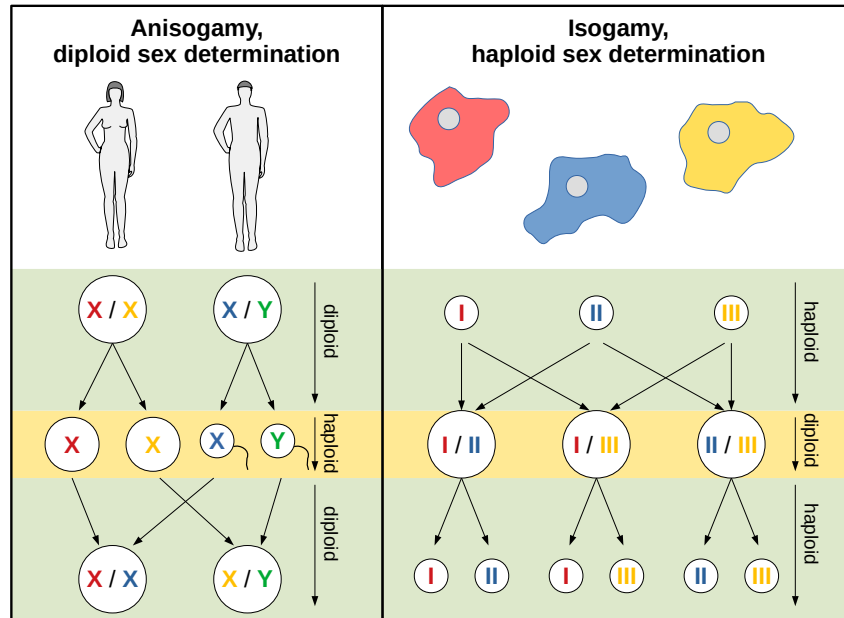 Anisogamy,
diploid sex determination
X / X
X / Y
diploid
X
X
X
Y
haploid
X / X
X / Y
diploid
Isogamy,
haploid sex determination
I
II
III
haploid
I / II
I / III
II / III
diploid
I
II
I
III
II
III
haploid